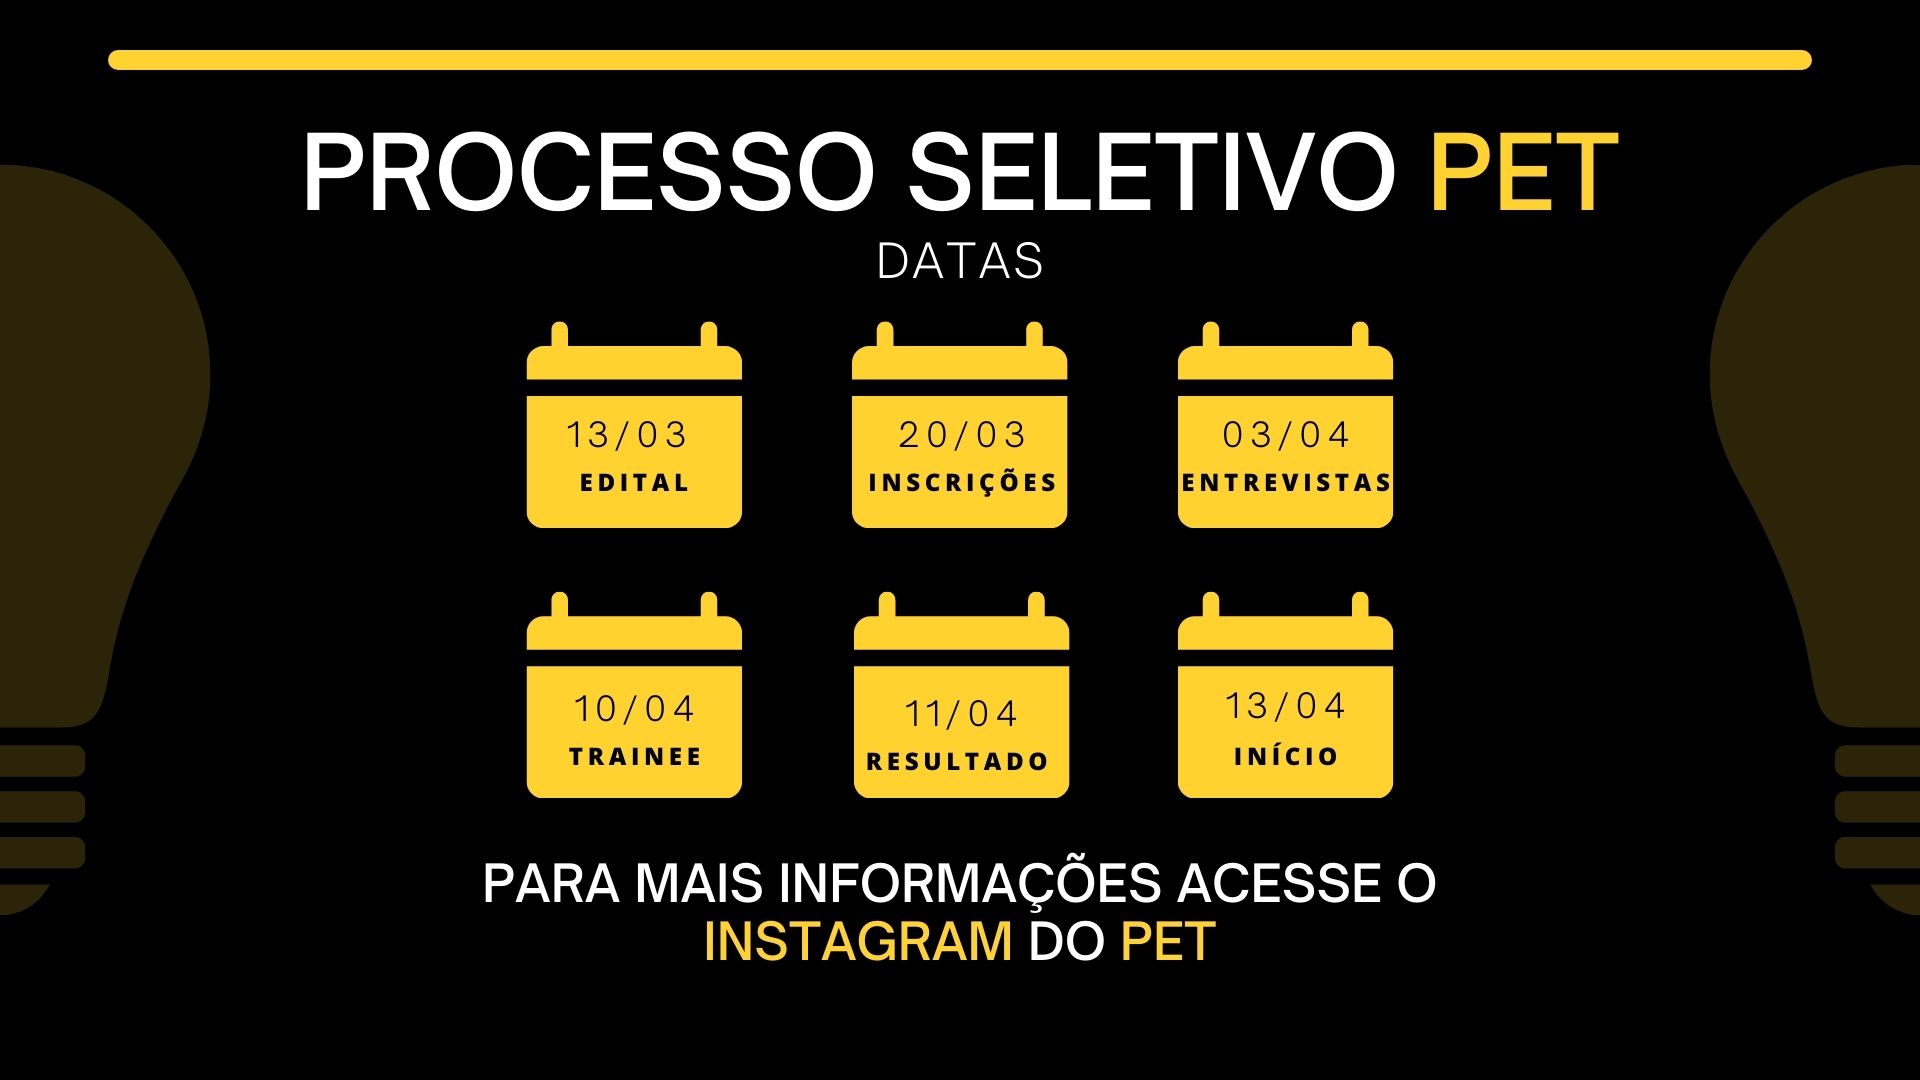 PROCESSO SELETIVO PET
DATAS
13/03
EDITAL
20/03
INSCRIÇÕES
03/04
ENTREVISTAS
10/04
TRAINEE
11/04
RESULTADO
13/04
INÍCIO
PARA MAIS INFORMAÇÕES ACESSE O
INSTAGRAM DO PET